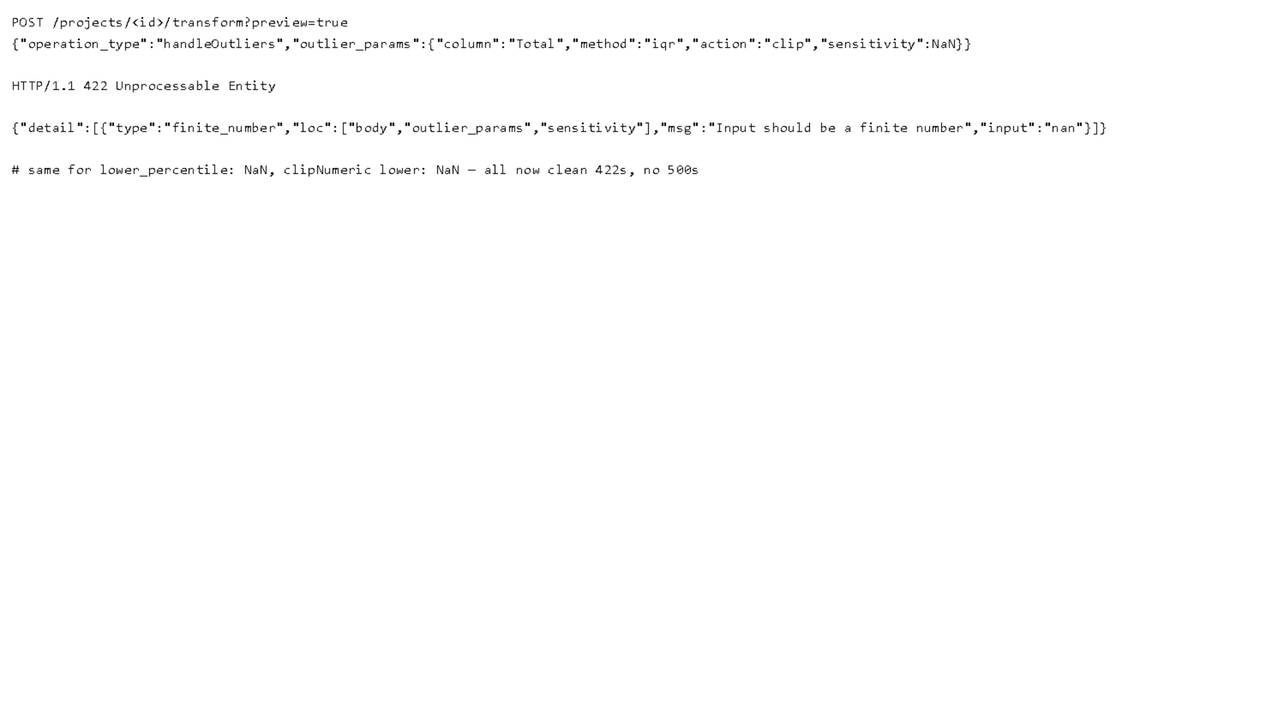 POST /projects/<id>/transform?preview=true
{"operation_type":"handleOutliers","outlier_params":{"column":"Total","method":"iqr","action":"clip","sensitivity":NaN}}
HTTP/1.1 422 Unprocessable Entity
{"detail":[{"type":"finite_number","loc":["body","outlier_params","sensitivity"],"msg":"Input should be a finite number","input":"nan"}]}
# same for lower_percentile: NaN, clipNumeric lower: NaN — all now clean 422s, no 500s